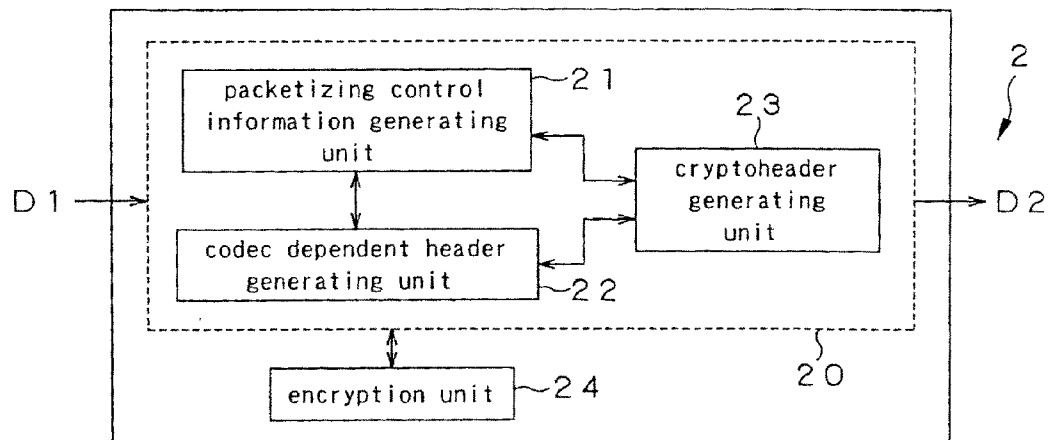 packetizing control
information generating
unit
21
2
23
cryptoheader
generating
unit
D1
D2
codec dependent header
generating unit
22
20
encryption unit
24